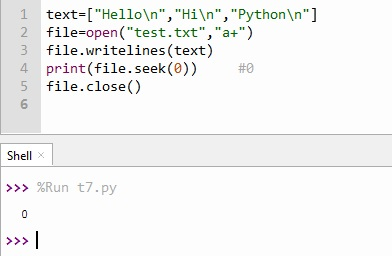 1 text=["Hello\n","Hi\n","Python\n"]
2 file=open("test.txt","a+")
3 file.writelines(text)
4 print(file.seek(0)) #0
5 file.close()
6
Shell ×
>>> %Run t7.py
0
>>>